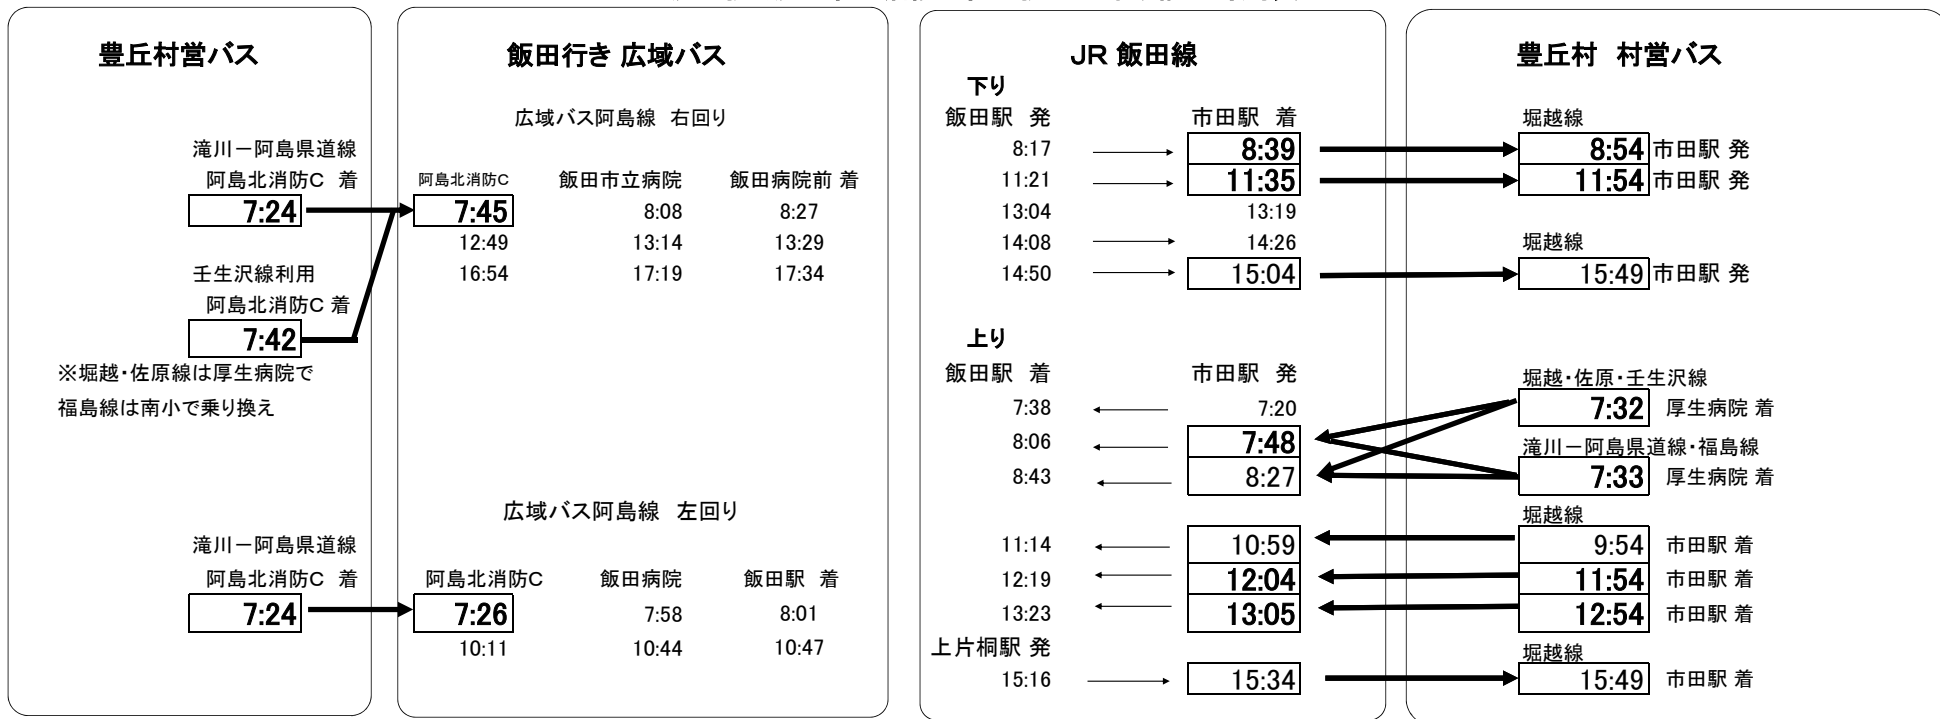 豊丘村営バス
滝川－阿島県道線
阿島北消防C 着
7:24
壬生沢線利用
阿島北消防C 着
7:42
※堀越・佐原線は厚生病院で
福島線は南小で乗り換え
滝川－阿島県道線
阿島北消防C 着
7:24
飯田行き 広域バス
広域バス阿島線 右回り
阿島北消防C 飯田市立病院 飯田病院前 着
7:45 8:08 8:27
12:49 13:14 13:29
16:54 17:19 17:34
広域バス阿島線 左回り
阿島北消防C 飯田病院 飯田駅 着
7:26 7:58 8:01
10:11 10:44 10:47
JR 飯田線
下り
飯田駅 発 市田駅 着
8:17 8:39
11:21 11:35
13:04 13:19
14:08 14:26
14:50 15:04
上り
飯田駅 着 市田駅 発
7:38 7:20
8:06 7:48
8:43 8:27
11:14 10:59
12:19 12:04
13:23 13:05
上片桐駅 発
15:16 15:34
豊丘村 村営バス
堀越線
8:54 市田駅 発
11:54 市田駅 発
堀越線
15:49 市田駅 発
堀越・佐原・壬生沢線
7:32 厚生病院 着
滝川－阿島県道線・福島線
7:33 厚生病院 着
堀越線
9:54 市田駅 着
11:54 市田駅 着
12:54 市田駅 着
堀越線
15:49 市田駅 着